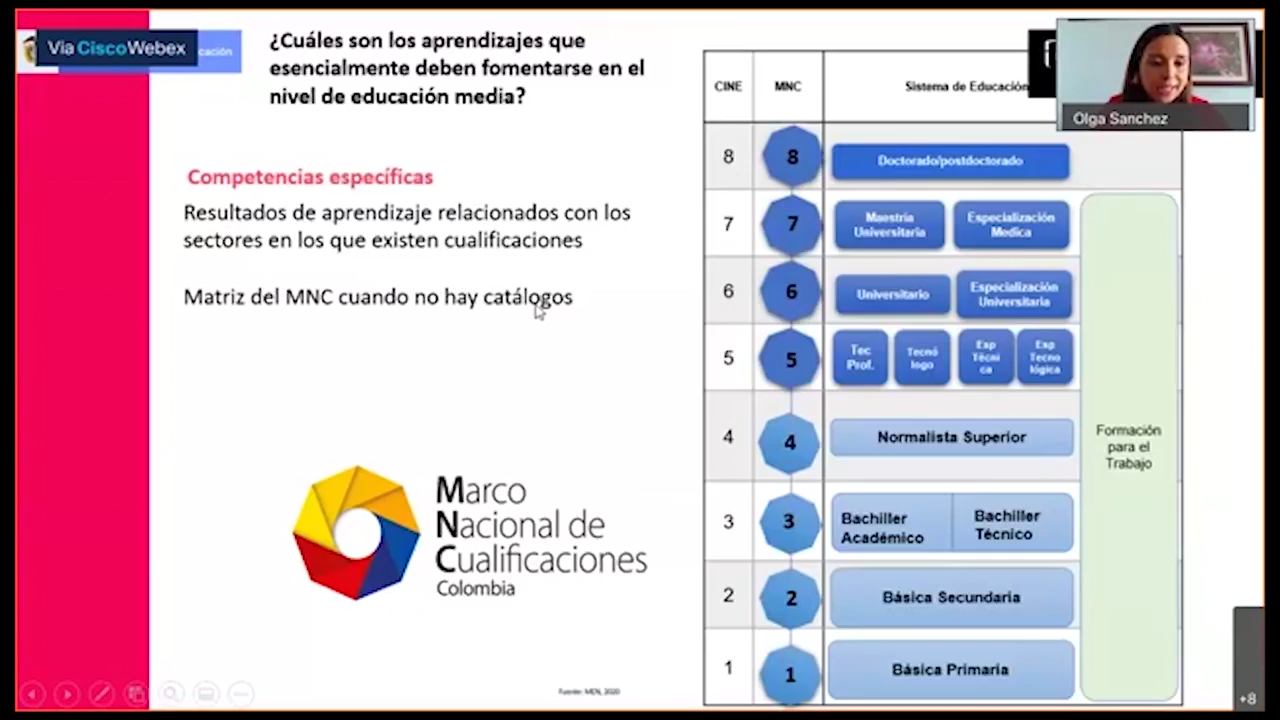 Via CiscoWebex
cación
¿Cuáles son los aprendizajes que
esencialmente deben fomentarse en el
nivel de educación media?
Competencias específicas
Resultados de aprendizaje relacionados con los
sectores en los que existen cualificaciones
Matriz del MNC cuando no hay catálogos
Marco
Nacional de
Cualificaciones
Colombia
Fuente: MEN, 2020
CINE MNC Sistema de Educación
8 8 Doctorado/postdoctorado
7 7 Maestría
Universitaria
Especialización
Medica
6 6 Universitario
Especialización
Universitaria
5 5 Tec
Prof.
Tecnó
logo
Esp
Técni
ca
Esp
Tecno
lógica
4 4 Normalista Superior
3 3 Bachiller
Académico
Bachiller
Técnico
2 2 Básica Secundaria
1 1 Básica Primaria
Formación
para el
Trabajo
Olga Sanchez
+8